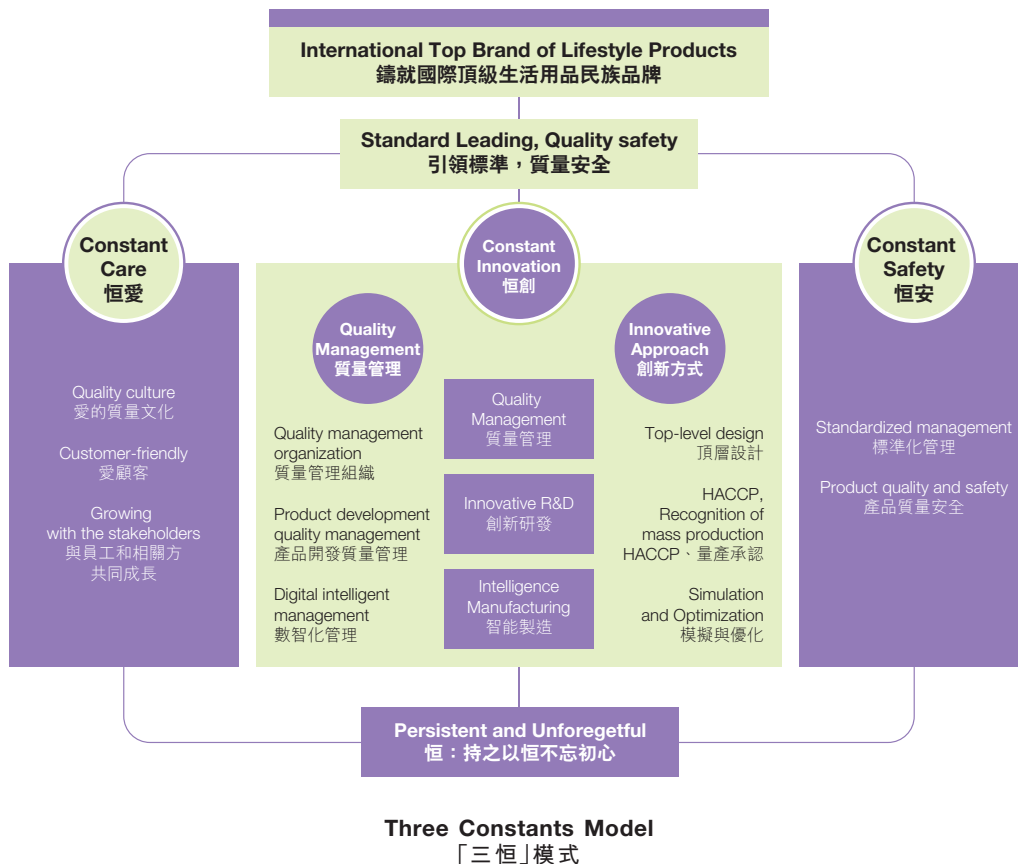 International Top Brand of Lifestyle Products
鑄就國際頂級生活用品民族品牌
Standard Leading, Quality safety
引領標準，質量安全
Constant
Care
恒愛
Quality culture
愛的質量文化
Customer-friendly
愛顧客
Growing
with the stakeholders
與員工和相關方
共同成長
Constant
Innovation
恒創
Quality
Management
質量管理
Quality management
organization
質量管理組織
Product development
quality management
產品開發質量管理
Digital intelligent
management
數智化管理
Quality
Management
質量管理
Innovative R&D
創新研發
Intelligence
Manufacturing
智能製造
Innovative
Approach
創新方式
Top-level design
頂層設計
HACCP,
Recognition of
mass production
HACCP、量產承認
Simulation
and Optimization
模擬與優化
Constant
Safety
恒安
Standardized management
標準化管理
Product quality and safety
產品質量安全
Persistent and Unforegetful
恒：持之以恒不忘初心
Three Constants Model
「三恒」模式